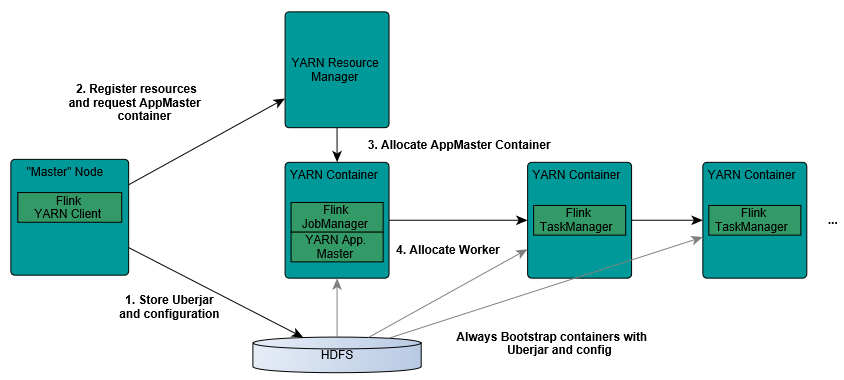 YARN Resource
Manager
2. Register resources
and request AppMaster
container
3. Allocate AppMaster Container
"Master" Node
Flink
YARN Client
YARN Container
Flink
JobManager
YARN App.
Master
YARN Container
Flink
TaskManager
YARN Container
Flink
TaskManager
...
4. Allocate Worker
1. Store Uberjar
and configuration
Always Bootstrap containers with
Uberjar and config
HDFS